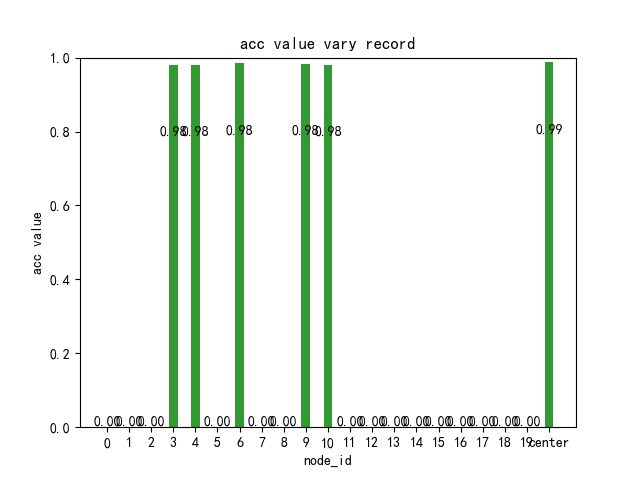 acc value vary record
acc value
1.0
0.8
0.6
0.4
0.2
0.0
0.98 0.98 0.98 0.98 0.98 0.99
0.00 0.00 0.00 0.00 0.00 0.00 0.00 0.00 0.00 0.00 0.00 0.00 0.00 0.00 0.00
0 1 2 3 4 5 6 7 8 9 10 11 12 13 14 15 16 17 18 19 center
node_id